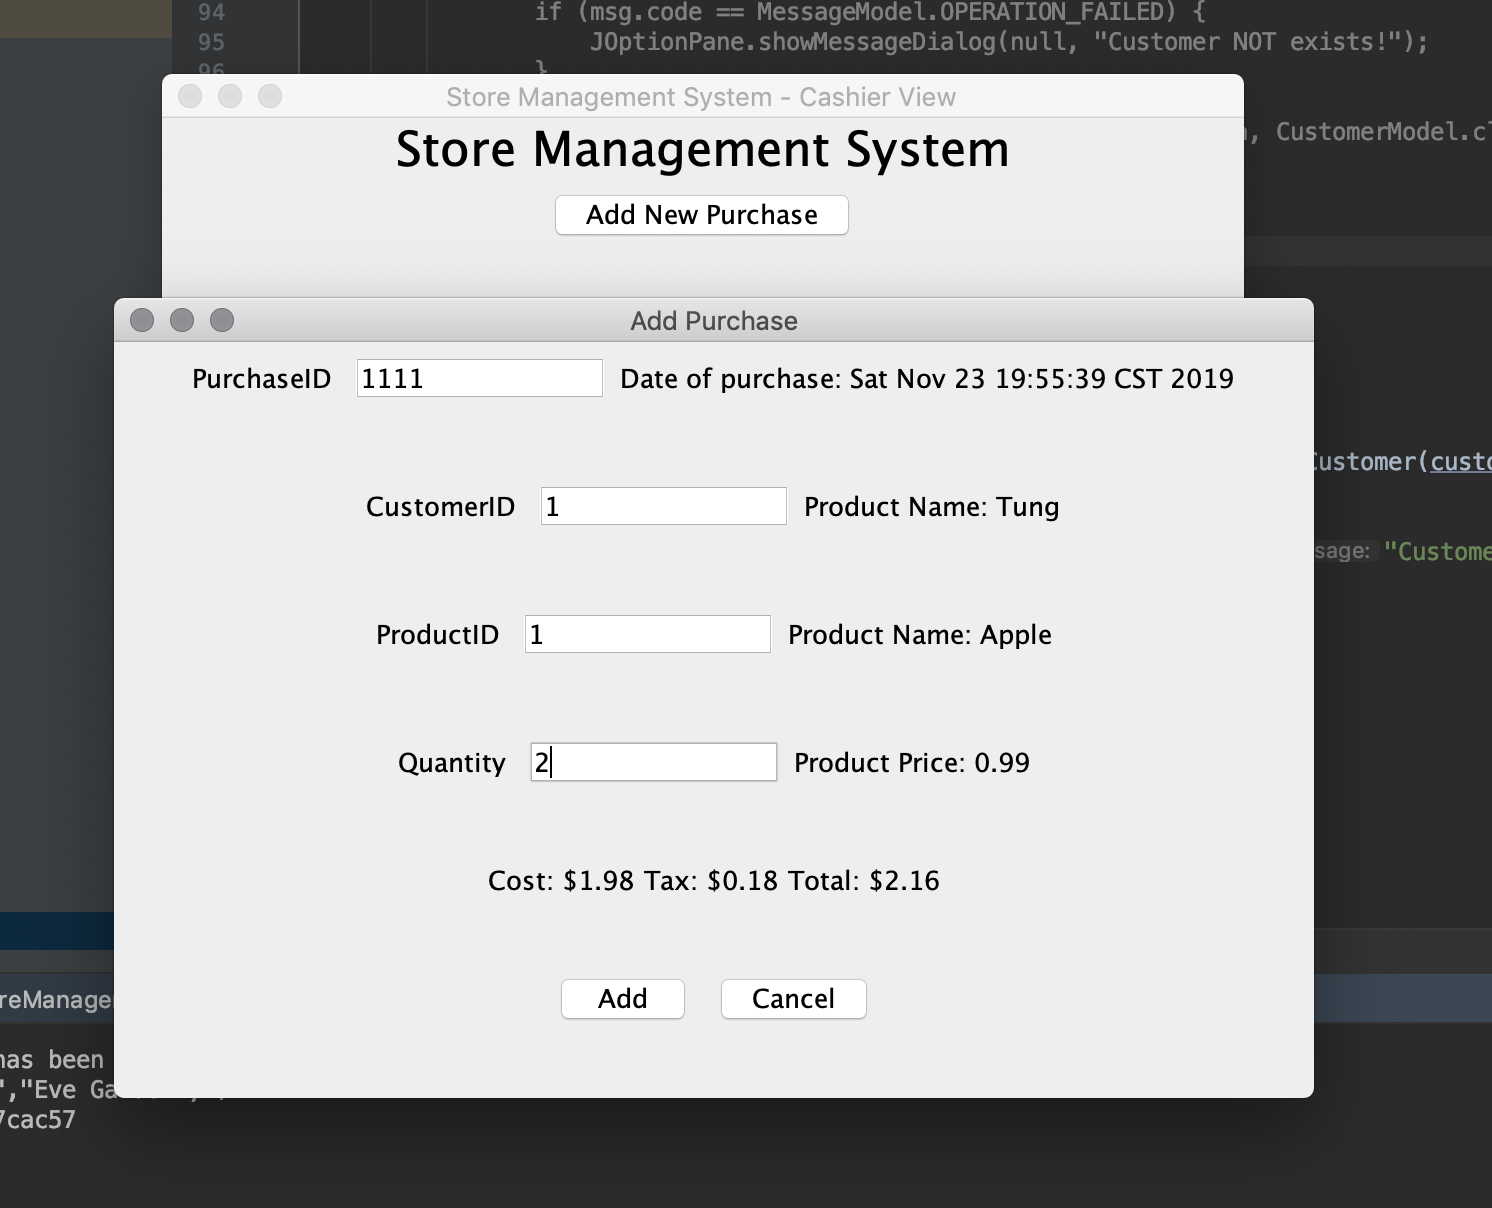 94 if (msg.code == MessageModel.OPERATION_FAILED) {
95 JOptionPane.showMessageDialog(null, "Customer NOT exists!");
96 }
Store Management System - Cashier View
Store Management System
, CustomerModel.cl
Add New Purchase
Add Purchase
PurchaseID 1111 Date of purchase: Sat Nov 23 19:55:39 CST 2019
Customer(custo
CustomerID 1 Product Name: Tung
sage: "Custome
ProductID 1 Product Name: Apple
Quantity 2 Product Price: 0.99
Cost: $1.98 Tax: $0.18 Total: $2.16
Add Cancel
reManage
has been
","Eve Ga
7cac57